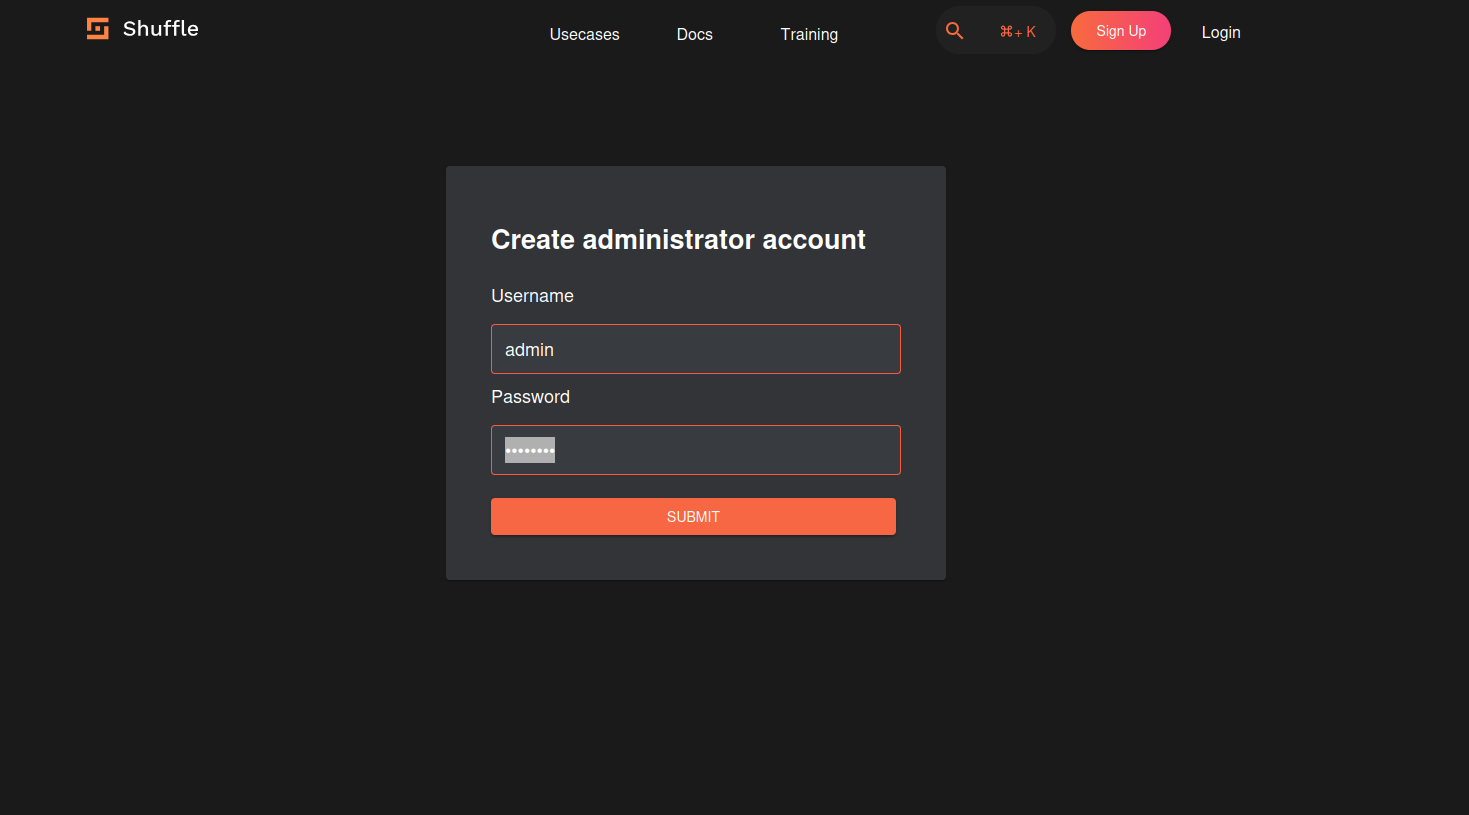 Shuffle
Usecases Docs Training ⌘+ K Sign Up Login
Create administrator account
Username
admin
Password
••••••••
SUBMIT